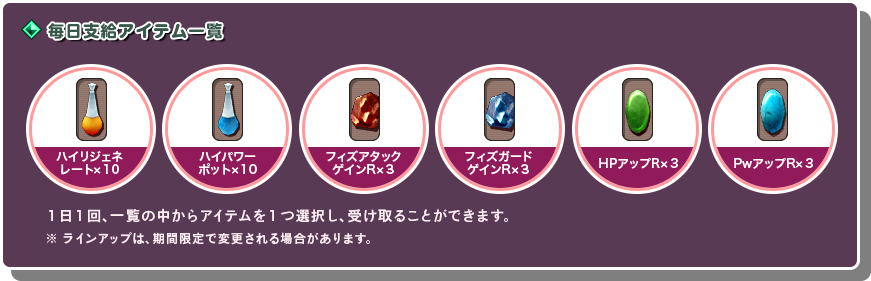 毎日支給アイテム一覧
ハイリジェネ
レート×10
ハイパワー
ポット×10
フィズアタック
ゲインR×3
フィズガード
ゲインR×3
HPアップR×3
PwアップR×3
１日１回、一覧の中からアイテムを１つ選択し、受け取ることができます。
※ ラインアップは、期間限定で変更される場合があります。